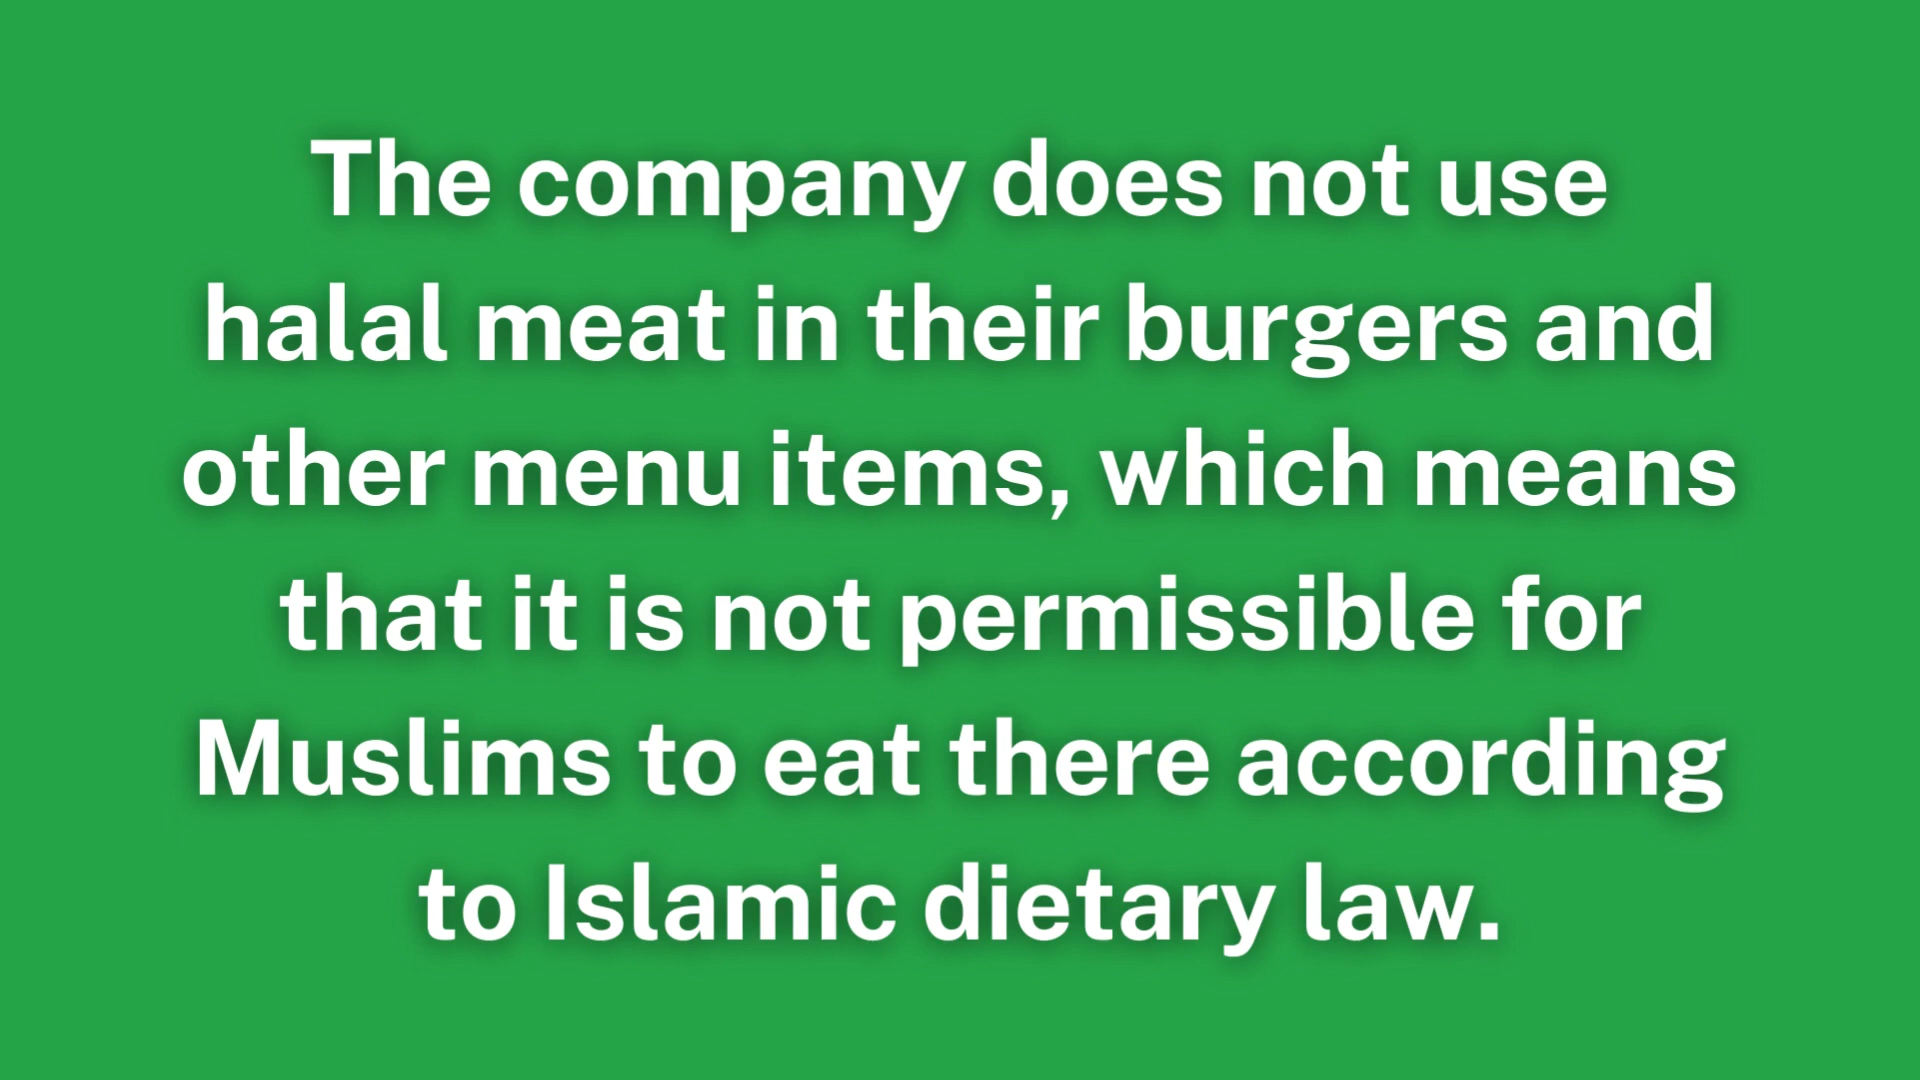 The company does not use
halal meat in their burgers and
other menu items, which means
that it is not permissible for
Muslims to eat there according
to Islamic dietary law.